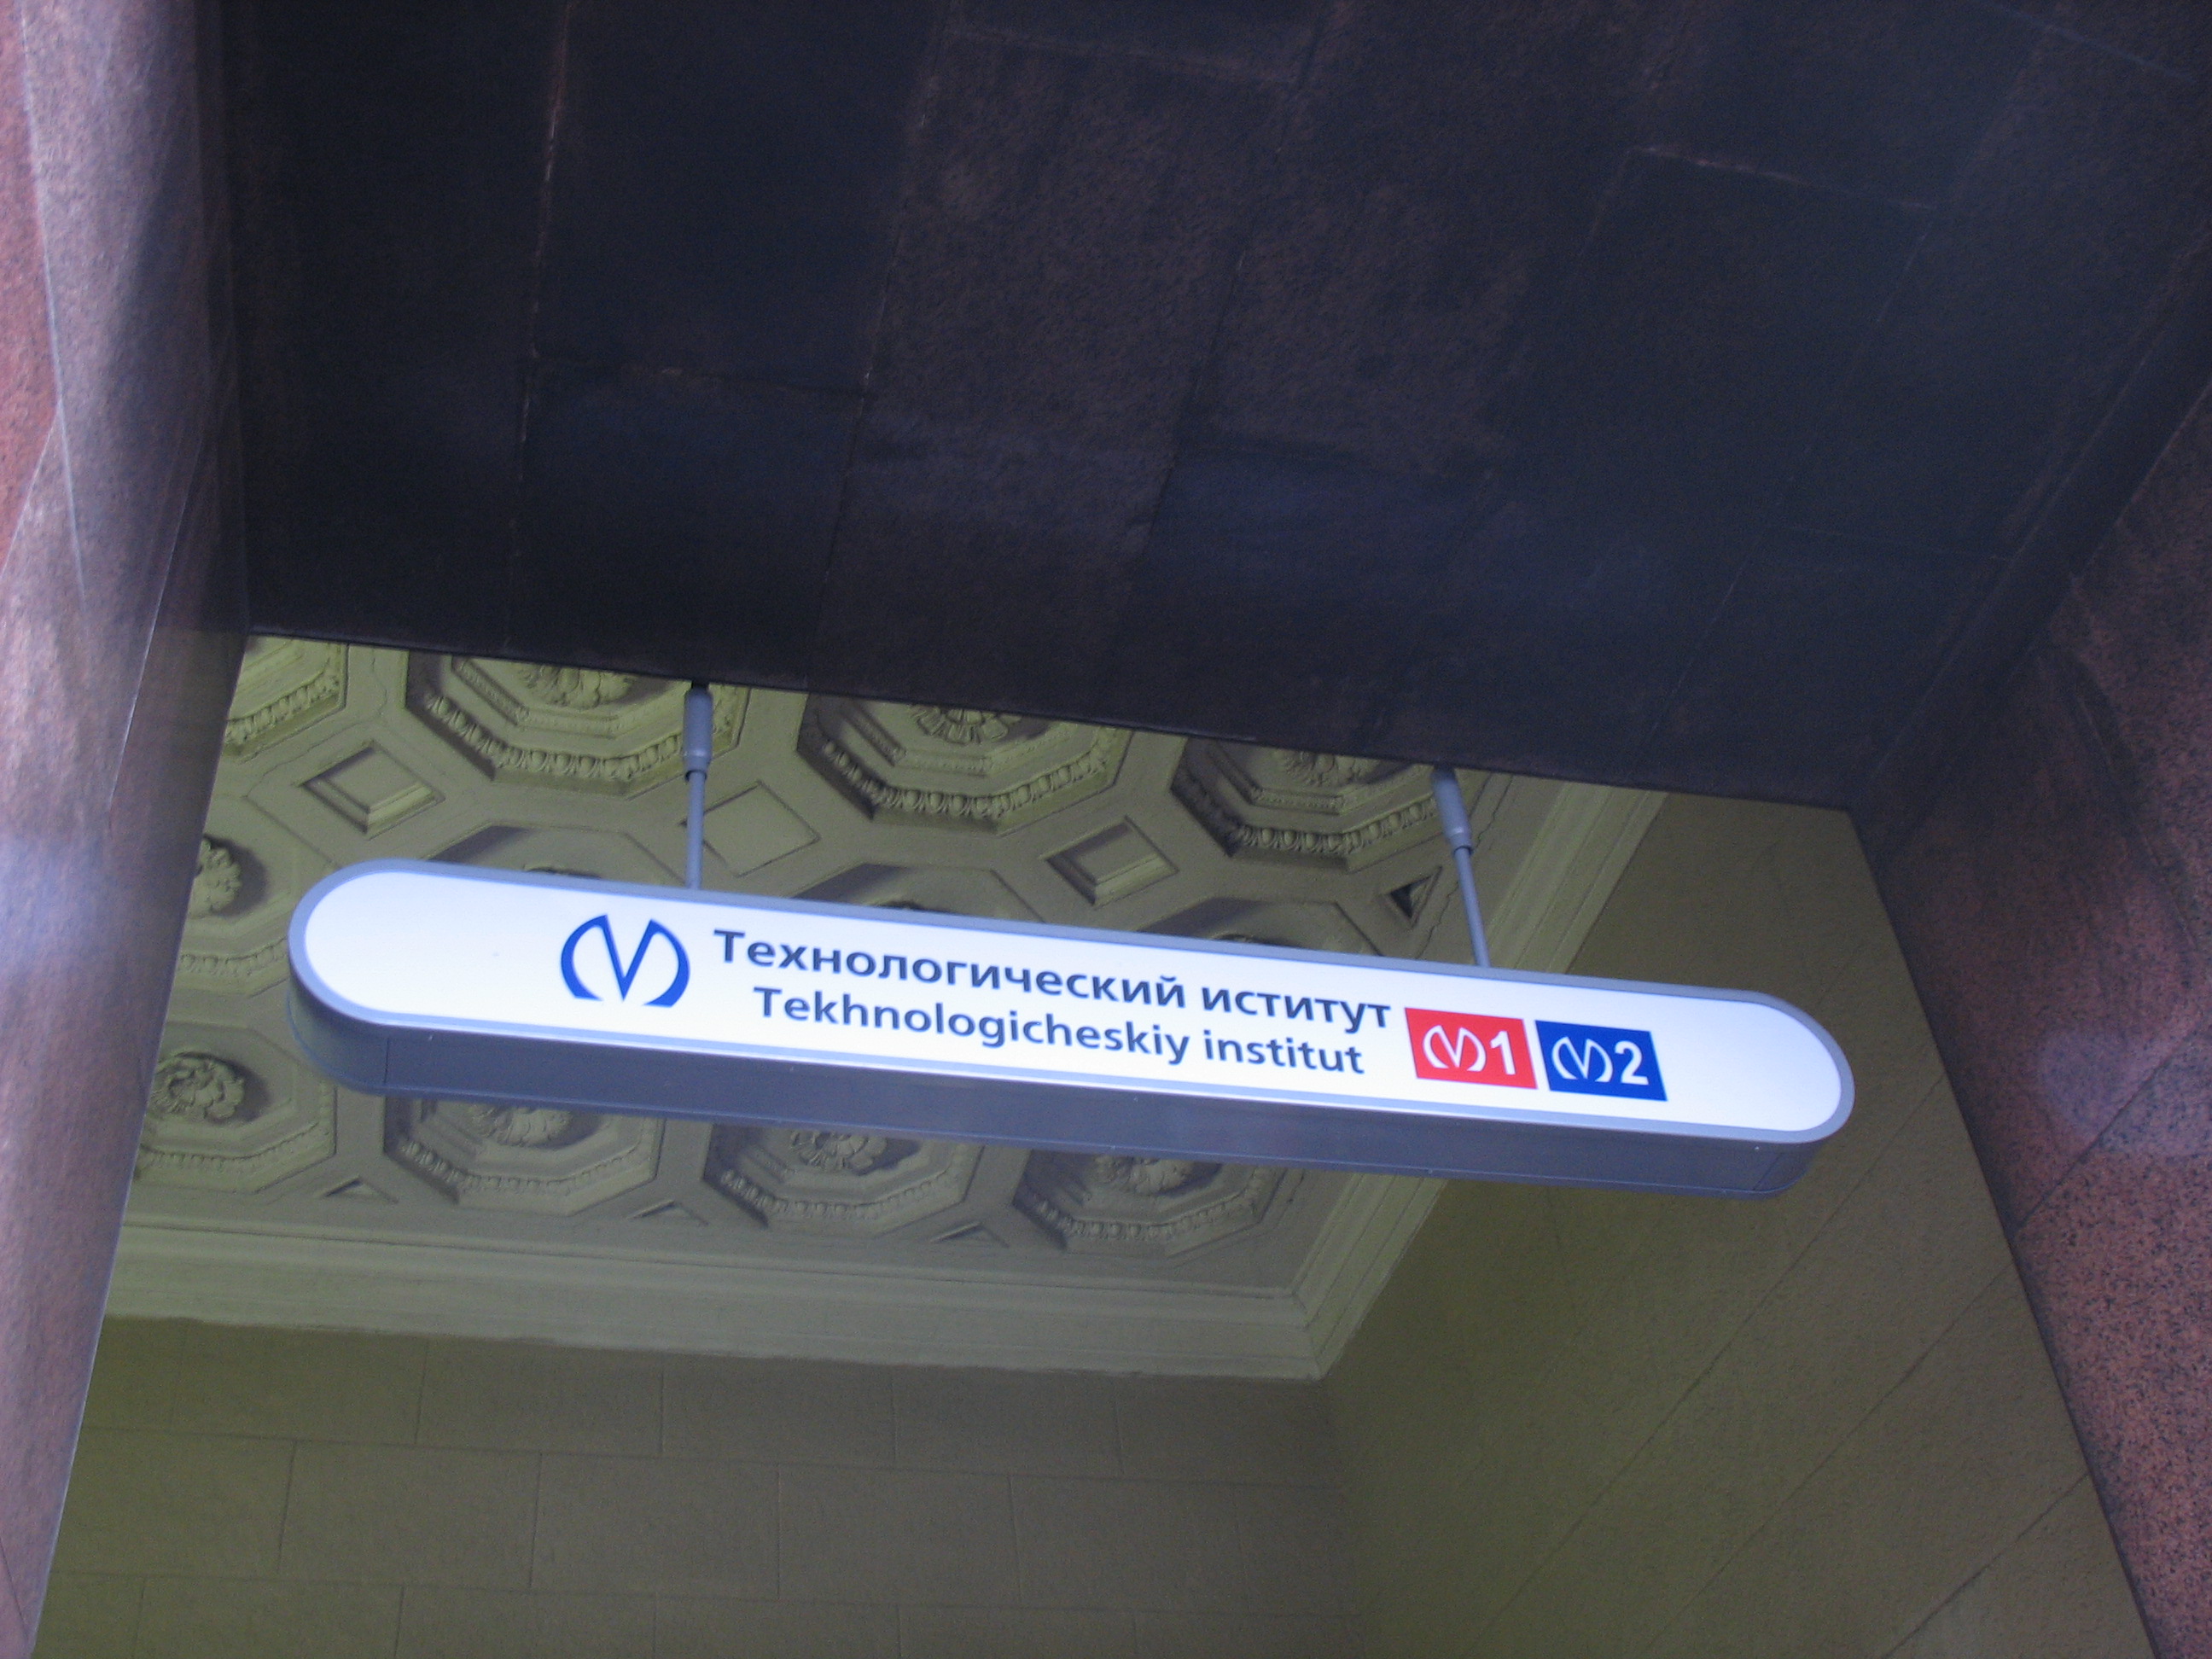 Технологический иститут
Tekhnologicheskiy institut
1 2